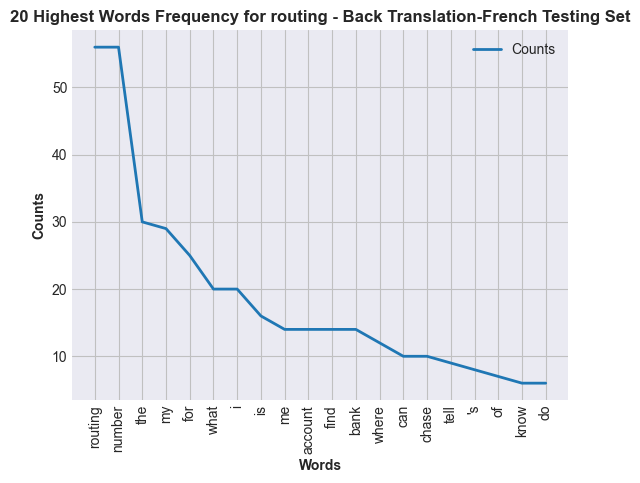 20 Highest Words Frequency for routing - Back Translation-French Testing Set
Counts
50
40
30
20
10
Counts
routing
number
the
my
for
what
i
is
me
account
find
bank
where
can
chase
tell
's
of
know
do
Words